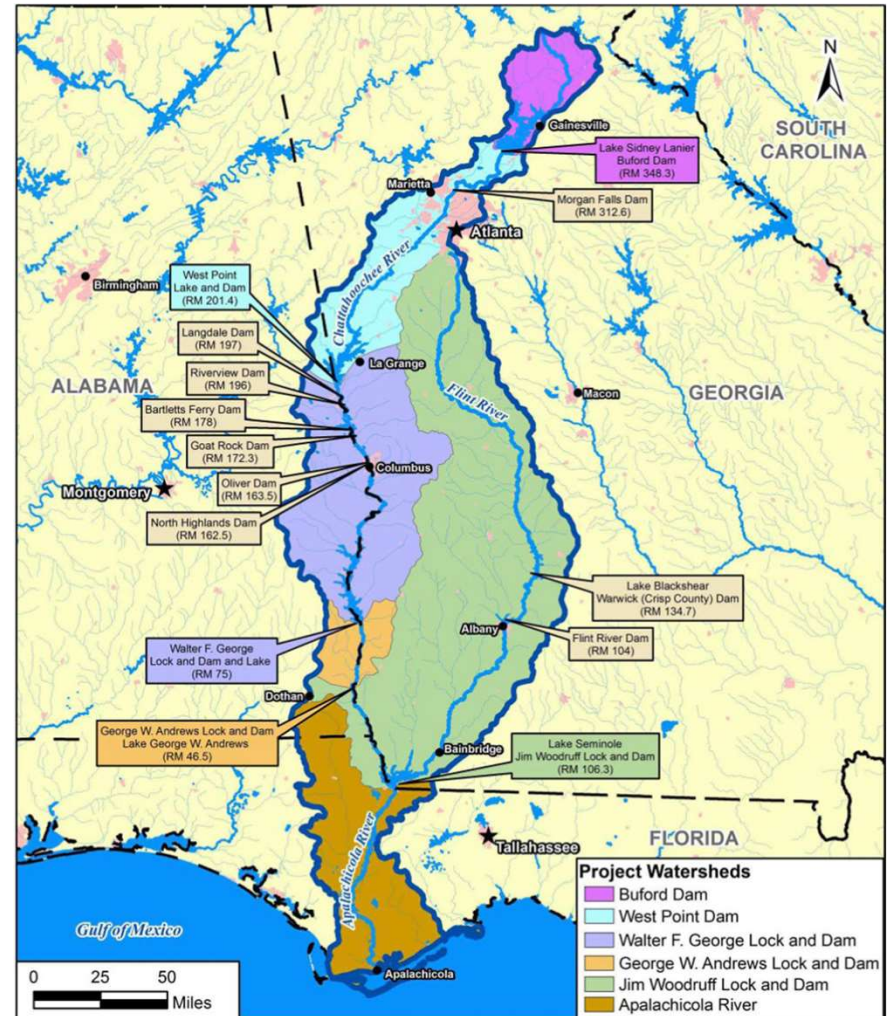 N
SOUTH
CAROLINA
Gainesville
Lake Sidney Lanier
Buford Dam
(RM 348.3)
Marietta
Morgan Falls Dam
(RM 312.6)
Atlanta
Chattahoochee River
Birmingham
West Point
Lake and Dam
(RM 201.4)
Langdale Dam
(RM 197)
La Grange
Riverview Dam
(RM 196)
ALABAMA
Flint River
Macon
GEORGIA
Bartletts Ferry Dam
(RM 178)
Goat Rock Dam
(RM 172.3)
Columbus
Oliver Dam
(RM 163.5)
Montgomery
North Highlands Dam
(RM 162.5)
Lake Blackshear
Warwick (Crisp County) Dam
(RM 134.7)
Albany
Flint River Dam
(RM 104)
Walter F. George
Lock and Dam and Lake
(RM 75)
Dothan
George W. Andrews Lock and Dam
Lake George W. Andrews
(RM 46.5)
Bainbridge
Lake Seminole
Jim Woodruff Lock and Dam
(RM 106.3)
Apalachicola River
Tallahassee
FLORIDA
Gulf of Mexico
Apalachicola
0 25 50
Miles
Project Watersheds
Buford Dam
West Point Dam
Walter F. George Lock and Dam
George W. Andrews Lock and Dam
Jim Woodruff Lock and Dam
Apalachicola River